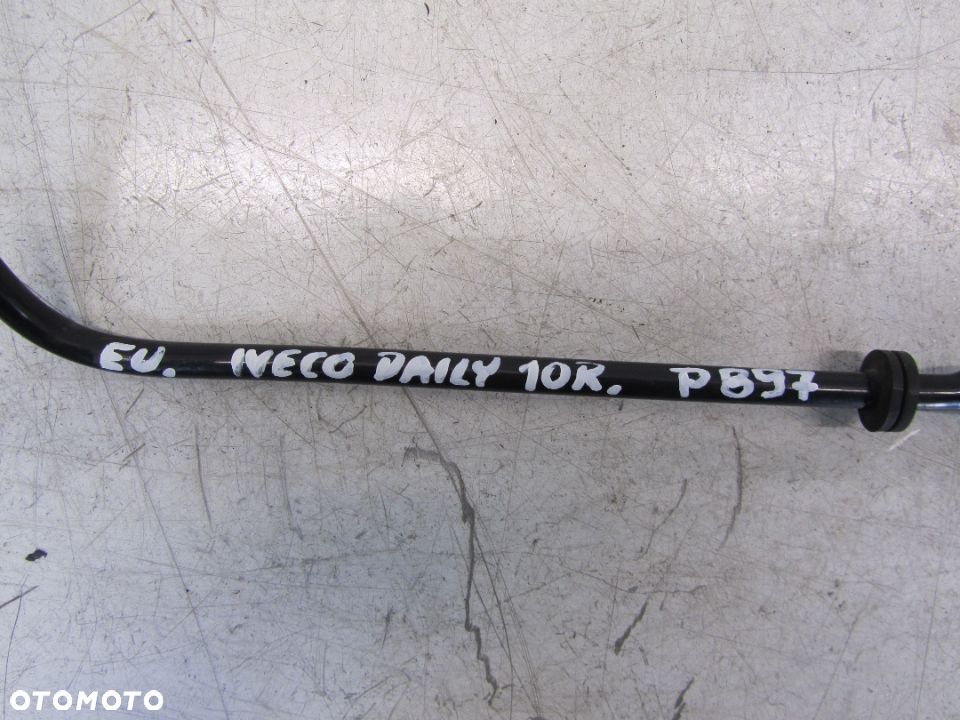 EU. IVECO DAILY 10R. PB97
OTOMOTO